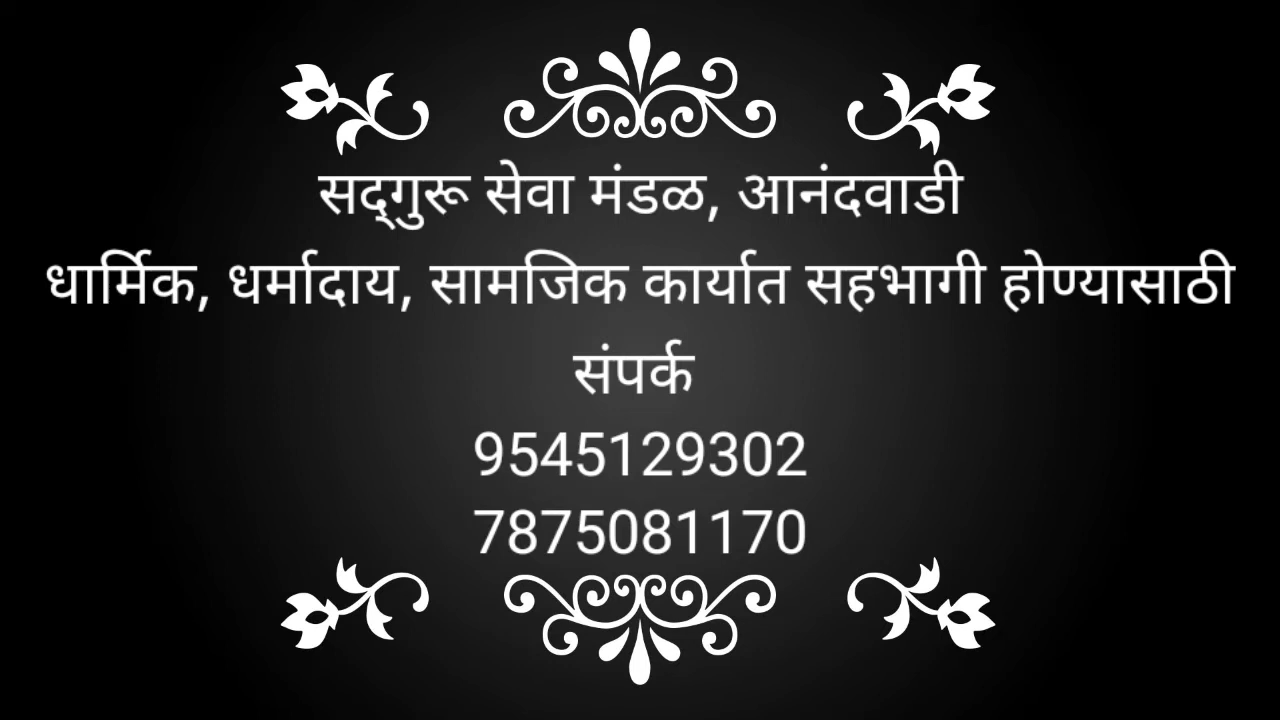 सद्‌गुरू सेवा मंडळ, आनंदवाडी
धार्मिक, धर्मादाय, सामजिक कार्यात सहभागी होण्यासाठी
संपर्क
9545129302
7875081170